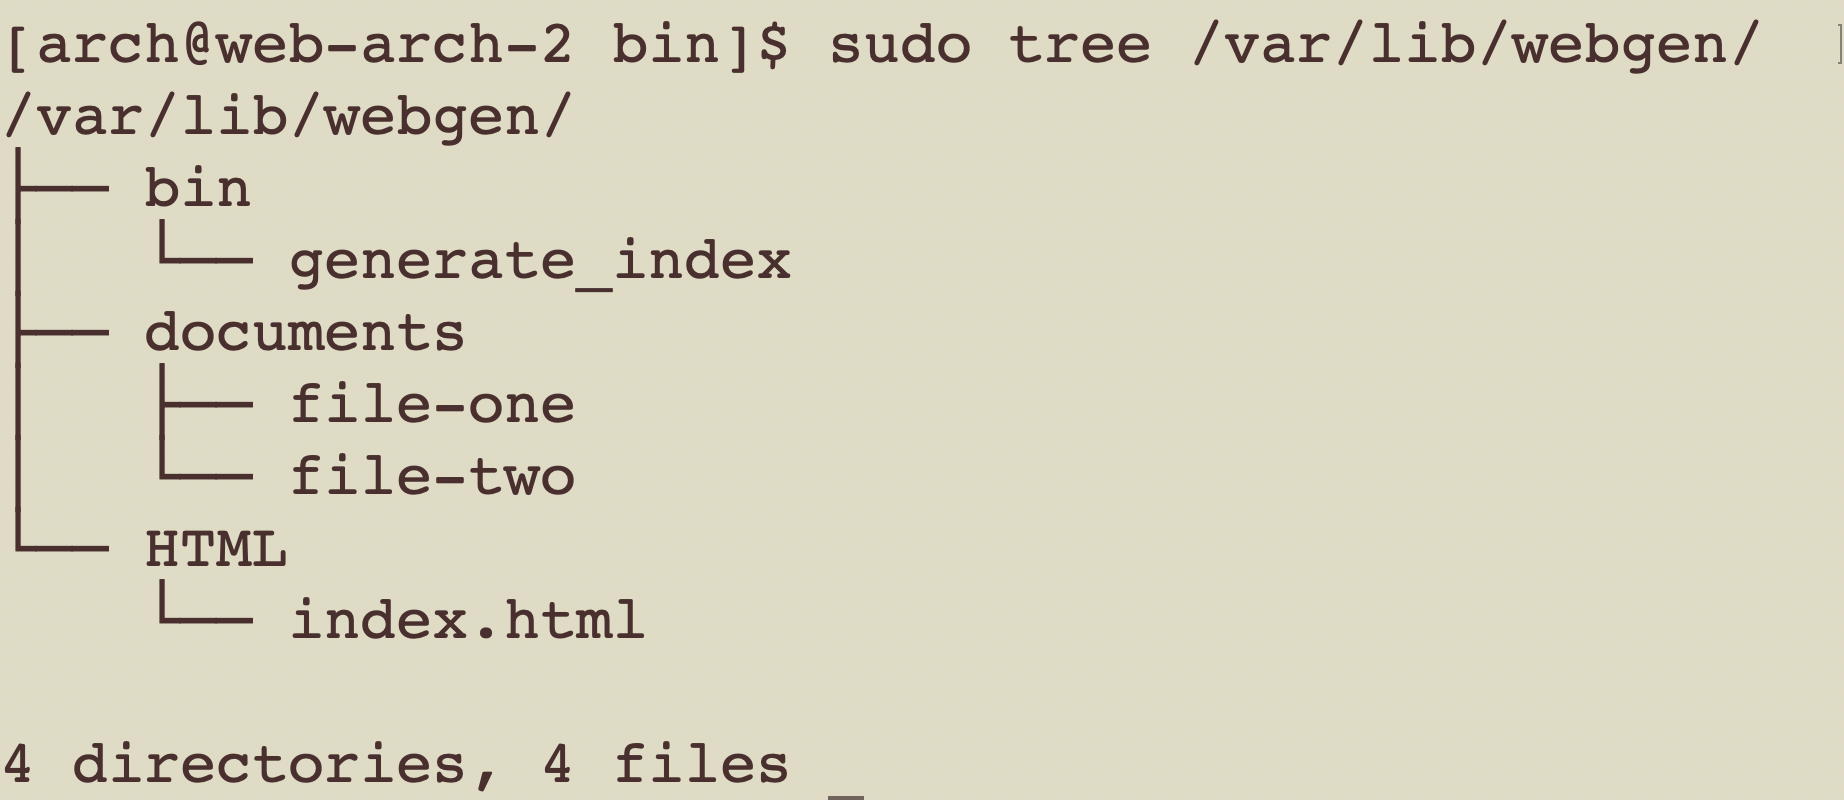 [arch@web-arch-2 bin]$ sudo tree /var/lib/webgen/ ]
/var/lib/webgen/
├── bin
│   └── generate_index
├── documents
│   ├── file-one
│   └── file-two
└── HTML
    └── index.html

4 directories, 4 files